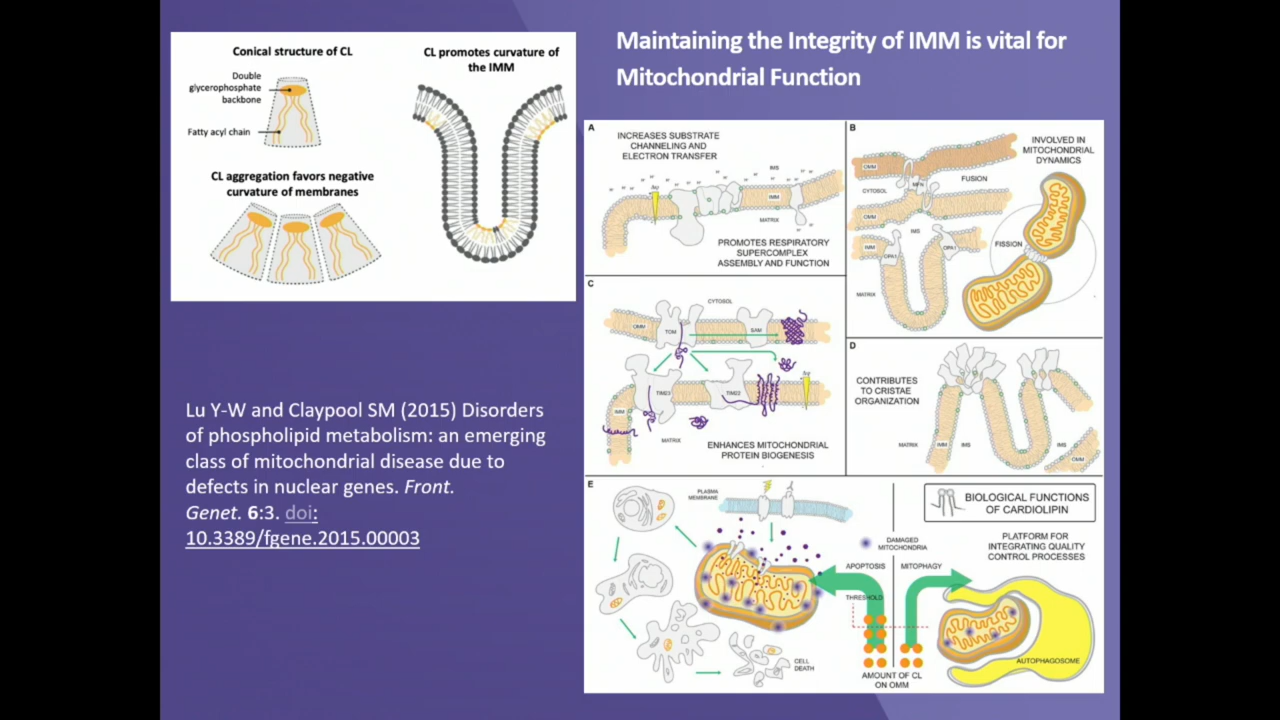 Maintaining the Integrity of IMM is vital for
Mitochondrial Function
Conical structure of CL
Double
glycerophosphate
backbone
Fatty acyl chain
CL aggregation favors negative
curvature of membranes
CL promotes curvature of
the IMM
Lu Y-W and Claypool SM (2015) Disorders
of phospholipid metabolism: an emerging
class of mitochondrial disease due to
defects in nuclear genes. Front.
Genet. 6:3. doi:
10.3389/fgene.2015.00003
A
INCREASES SUBSTRATE
CHANNELING AND
ELECTRON TRANSFER
IMS
Δψ
IMM
MATRIX
PROMOTES RESPIRATORY
SUPERCOMPLEX
ASSEMBLY AND FUNCTION
B
INVOLVED IN
MITOCHONDRIAL
DYNAMICS
OMM
FUSION
CYTOSOL
MFN
OMM
IMS
IMM
OPA1
OPA1
FISSION
MATRIX
C
CYTOSOL
OMM
TOM
SAM
TIM23
TIM22
Δψ
IMM
MATRIX
ENHANCES MITOCHONDRIAL
PROTEIN BIOGENESIS
D
CONTRIBUTES
TO CRISTAE
ORGANIZATION
MATRIX
IMM
IMS
IMS
OMM
E
PLASMA
MEMBRANE
BIOLOGICAL FUNCTIONS
OF CARDIOLIPIN
DAMAGED
MITOCHONDRIA
PLATFORM FOR
INTEGRATING QUALITY
CONTROL PROCESSES
APOPTOSIS
MITOPHAGY
THRESHOLD
CELL
DEATH
AUTOPHAGOSOME
AMOUNT OF CL
ON OMM